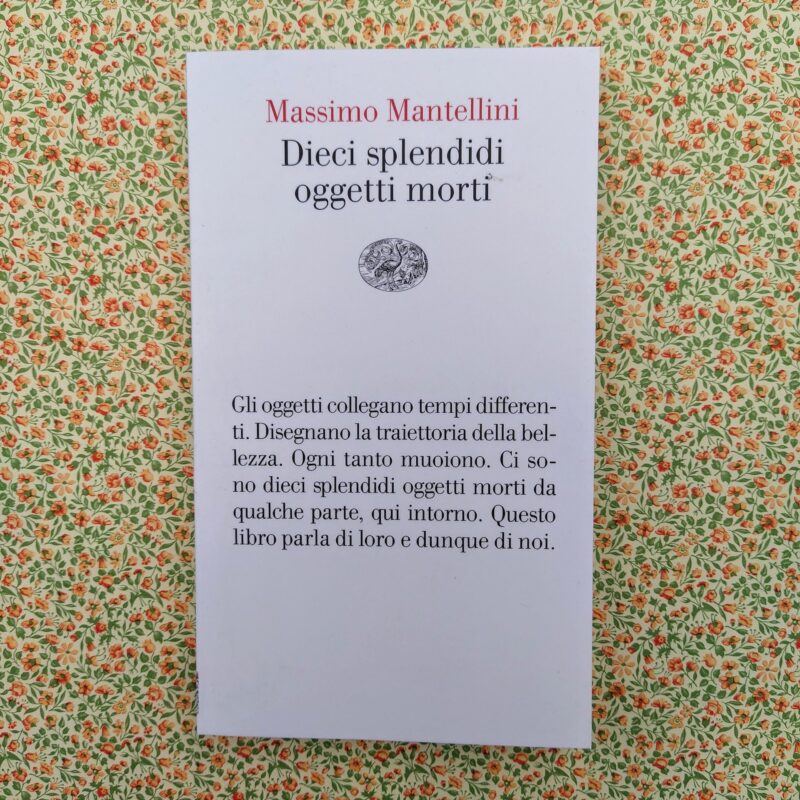 Massimo Mantellini
Dieci splendidi
oggetti morti
Gli oggetti collegano tempi differen-
ti. Disegnano la traiettoria della bel-
lezza. Ogni tanto muoiono. Ci so-
no dieci splendidi oggetti morti da
qualche parte, qui intorno. Questo
libro parla di loro e dunque di noi.